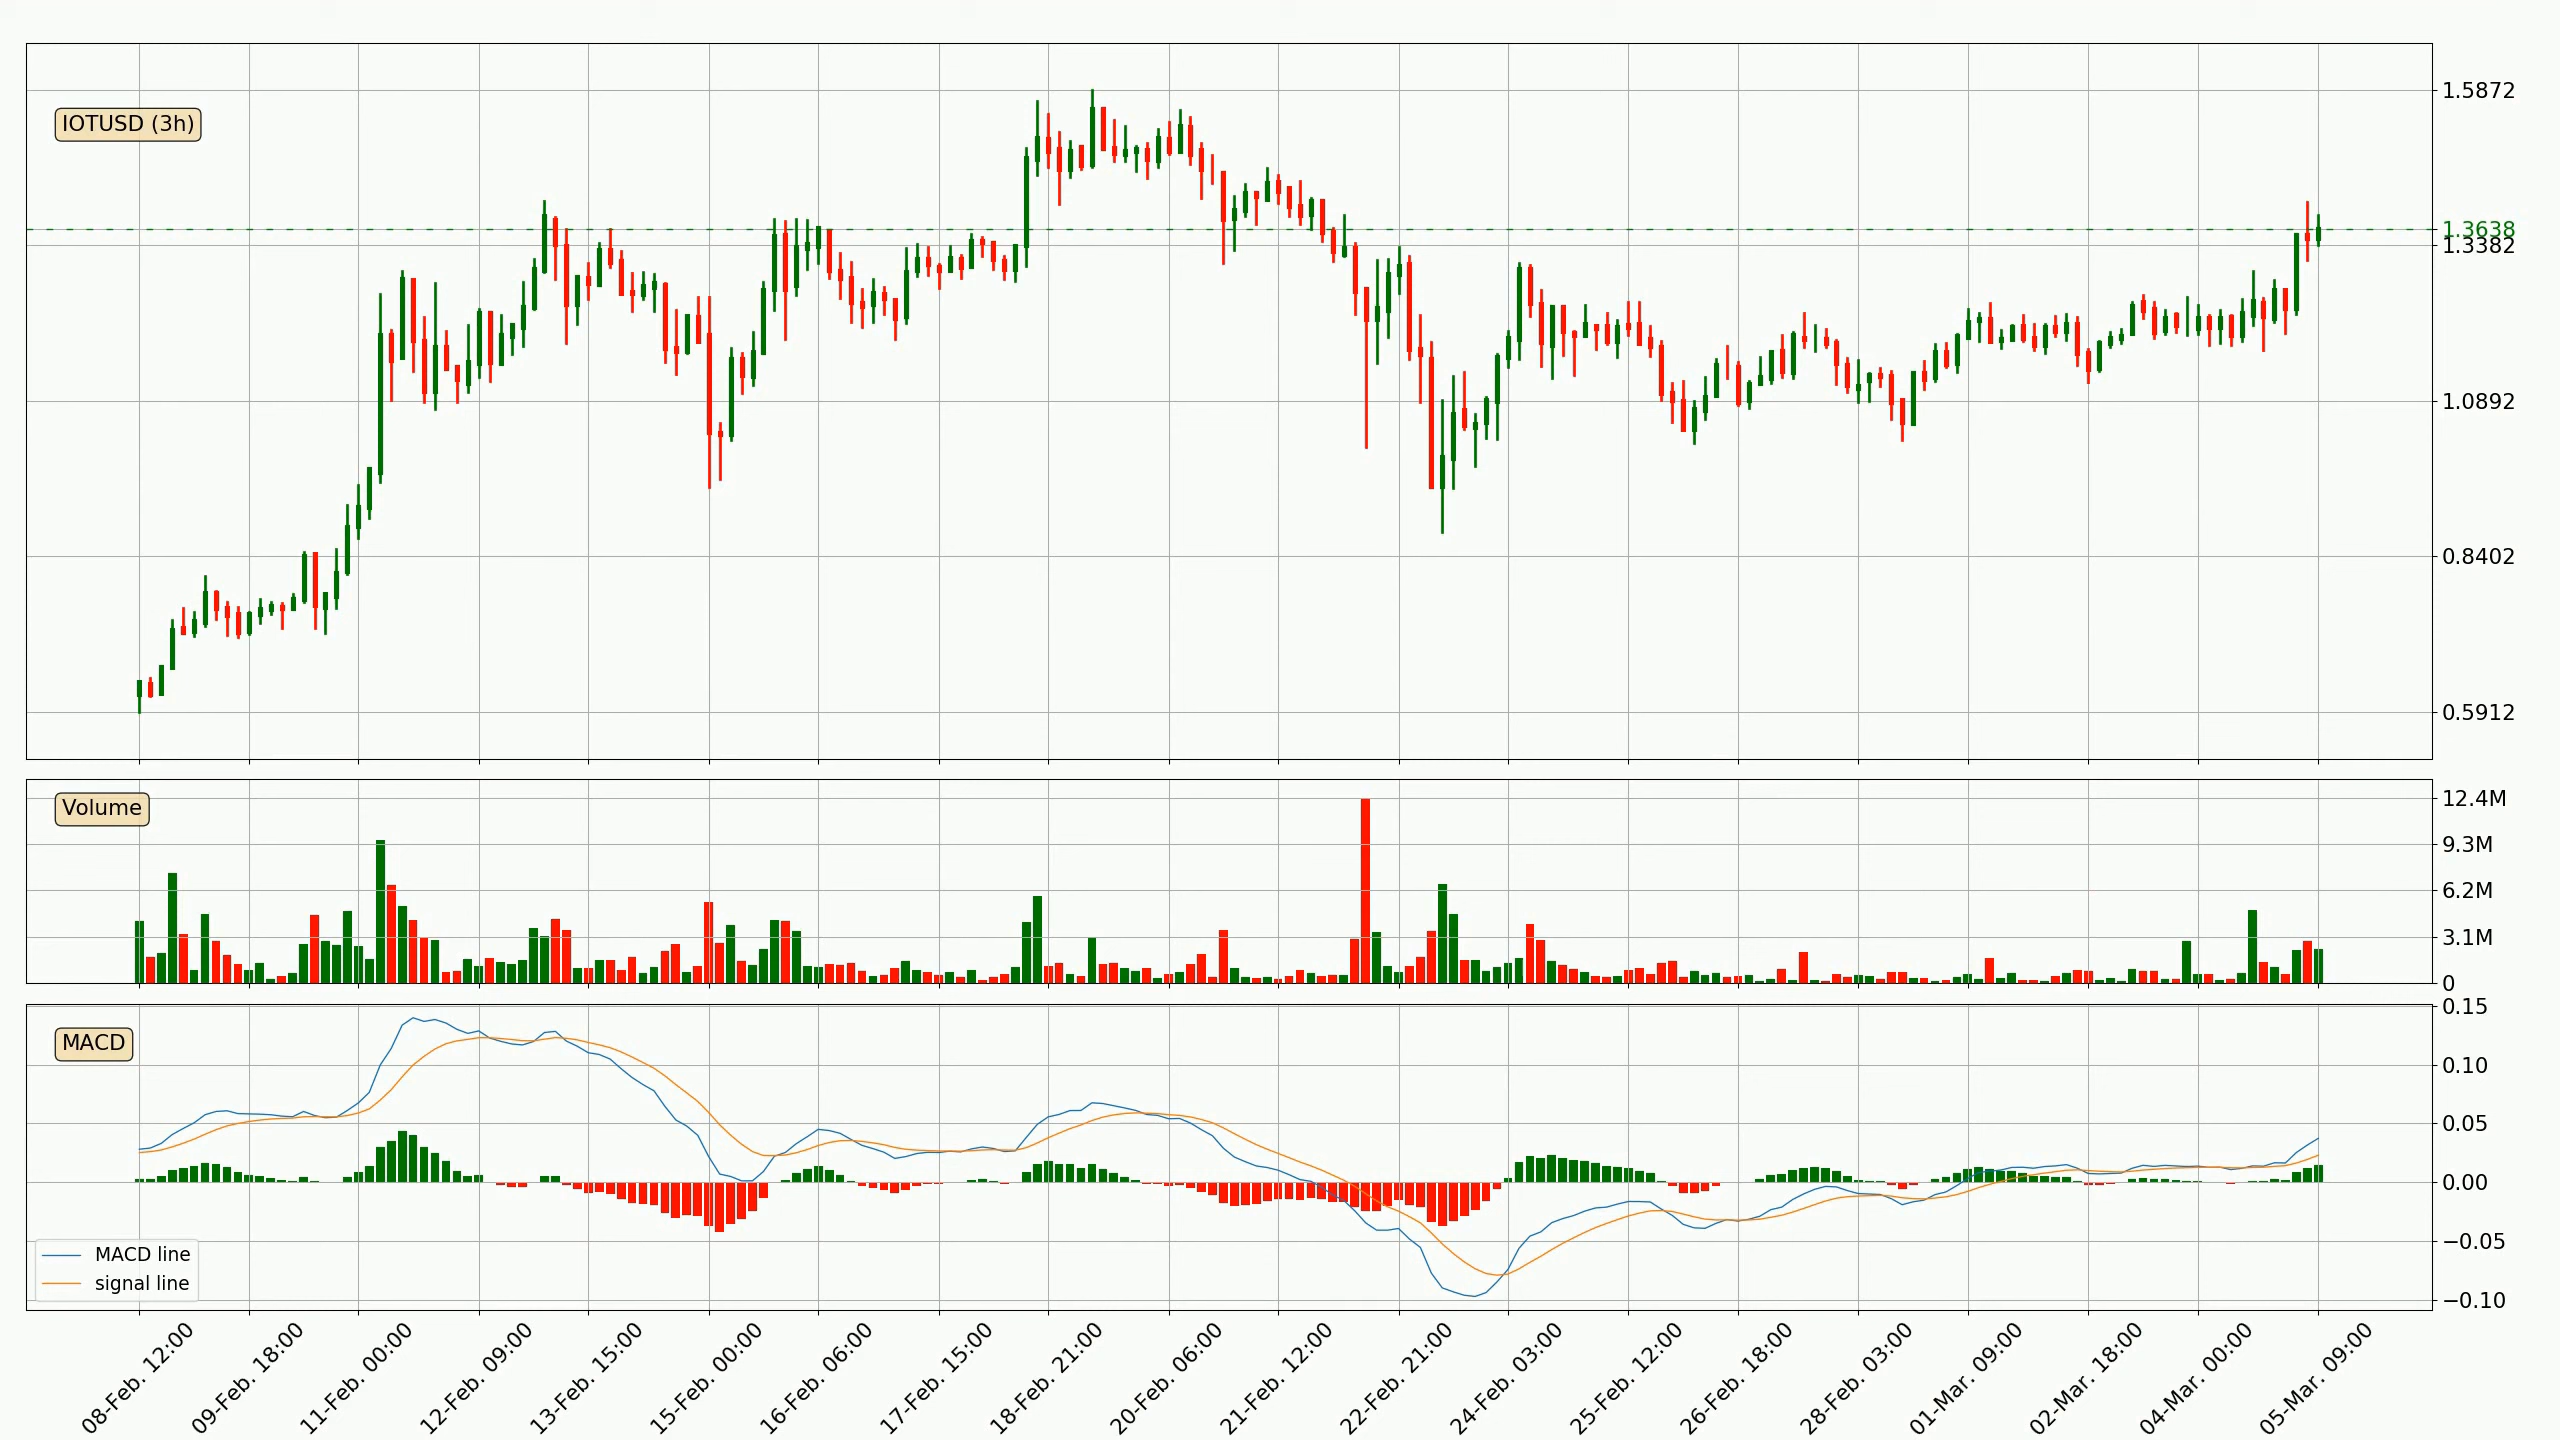 IOTUSD (3h)
1.5872
1.3638
1.3382
1.0892
0.8402
0.5912
Volume
12.4M
9.3M
6.2M
3.1M
0
MACD
0.15
0.10
0.05
0.00
−0.05
−0.10
MACD line
signal line
08-Feb. 12:00
09-Feb. 18:00
11-Feb. 00:00
12-Feb. 09:00
13-Feb. 15:00
15-Feb. 00:00
16-Feb. 06:00
17-Feb. 15:00
18-Feb. 21:00
20-Feb. 06:00
21-Feb. 12:00
22-Feb. 21:00
24-Feb. 03:00
25-Feb. 12:00
26-Feb. 18:00
28-Feb. 03:00
01-Mar. 09:00
02-Mar. 18:00
04-Mar. 00:00
05-Mar. 09:00